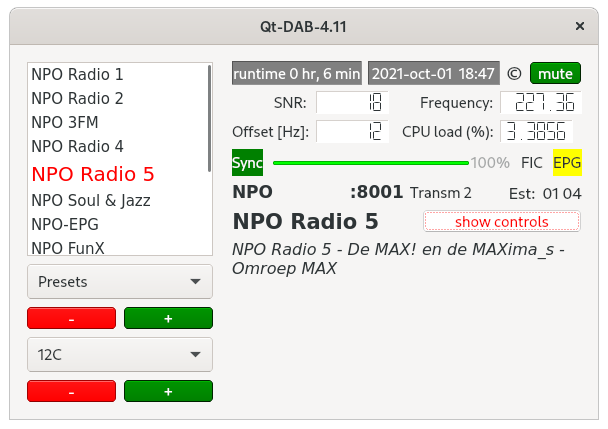 Qt-DAB-4.11 ×
NPO Radio 1
NPO Radio 2
NPO 3FM
NPO Radio 4
NPO Radio 5
NPO Soul & Jazz
NPO-EPG
NPO FunX
Presets
- +
12C
- +
runtime 0 hr, 6 min 2021-oct-01 18:47 © mute
SNR: 18 Frequency: 227.36
Offset [Hz]: 12 CPU load (%): 3.3856
Sync 100% FIC EPG
NPO :8001 Transm 2 Est: 01 04
NPO Radio 5 show controls
NPO Radio 5 - De MAX! en de MAXima_s -
Omroep MAX